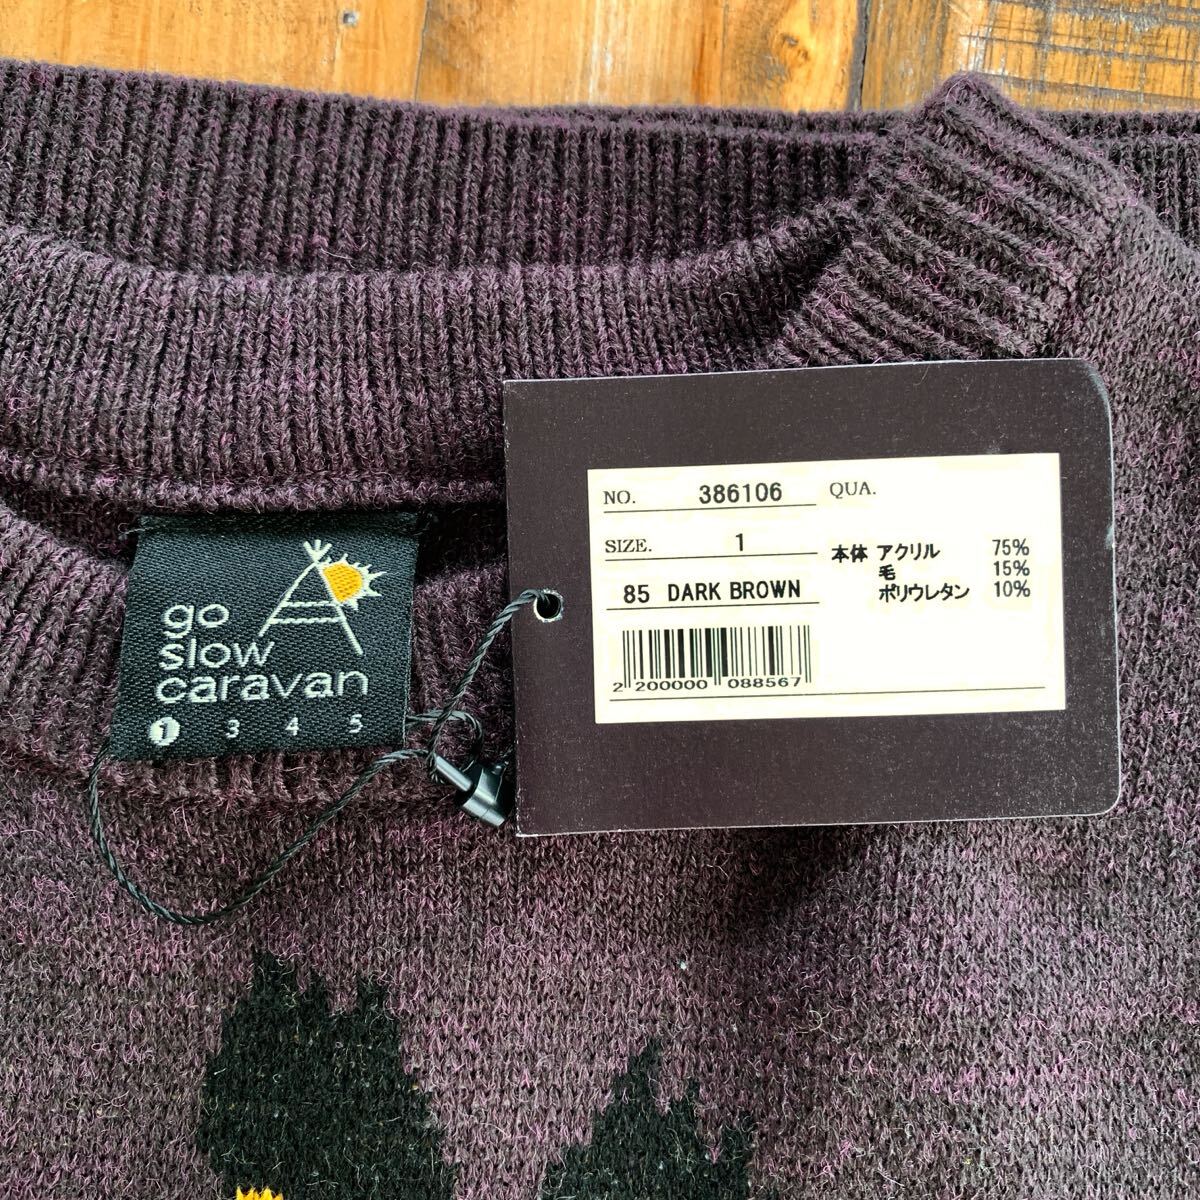 go
slow
caravan
1 3 4 5
NO. 386106 QUA.
SIZE. 1
本体 アクリル 75%
毛 15%
ポリウレタン 10%
85 DARK BROWN
2 200000 088567